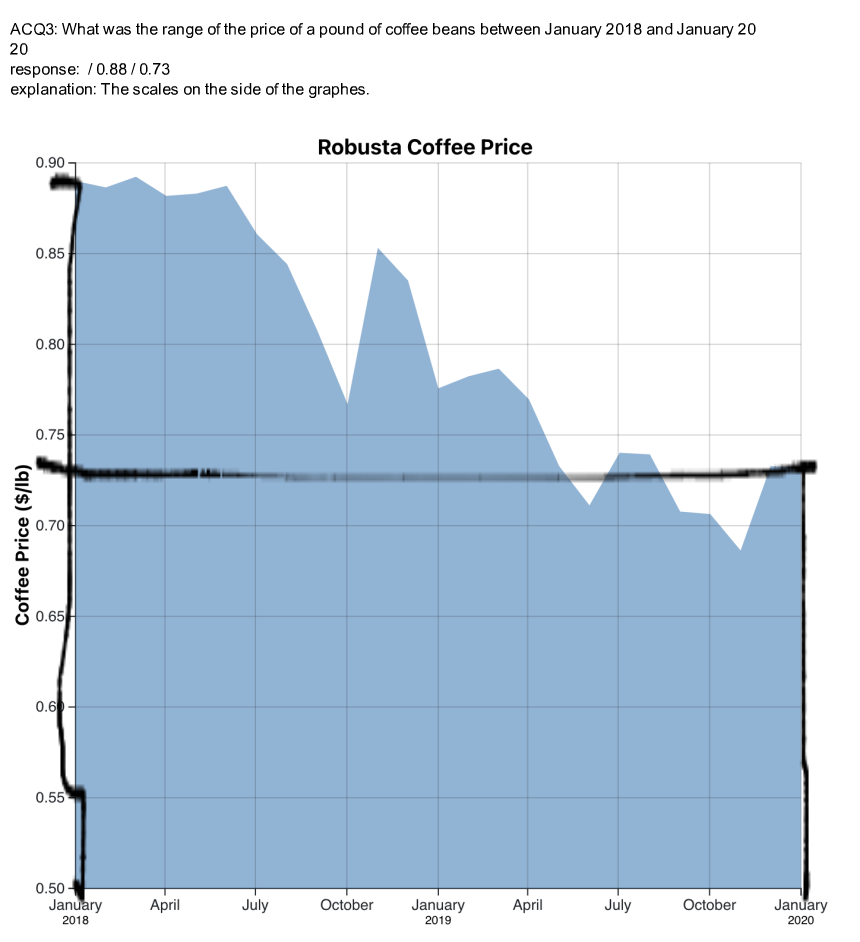 ACQ3: What was the range of the price of a pound of coffee beans between January 2018 and January 20
20
response:  / 0.88 / 0.73
explanation: The scales on the side of the graphes.
Robusta Coffee Price
0.90
0.85
0.80
0.75
0.70
0.65
0.60
0.55
0.50
Coffee Price ($/lb)
January April July October January April July October January
2018 2019 2020